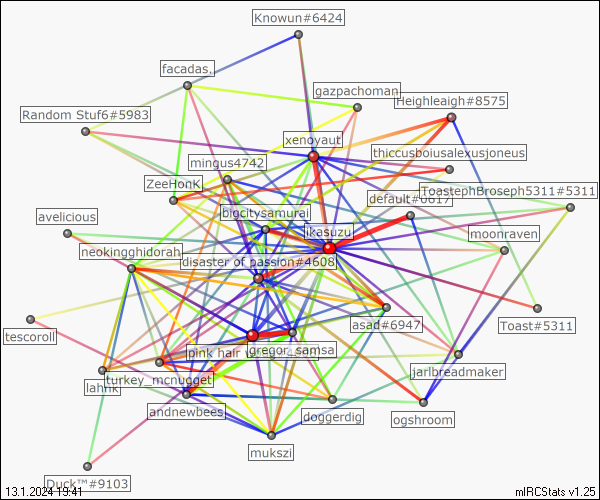 Knowun#6424
facadas.
gazpachoman
Heighleigh#8575
Random Stuf6#5983
xenoyaut
thiccusboiusalexusjoneus
mingus4742
ZeeHonK
ToastephBroseph5311#5311
default#0617
avelicious
bigcitysamurai
ikasuzu
moonraven
neokingghidorah
disaster of passion#4608
asad#6947
Toast#5311
tescoroll
pink hair
gregor_samsa
jarlbreadmaker
lahnk
turkey_mcnugget
andnewbees
doggerdig
ogshroom
mukszi
Duck™#9103
13.1.2024 19:41
mIRCStats v1.25